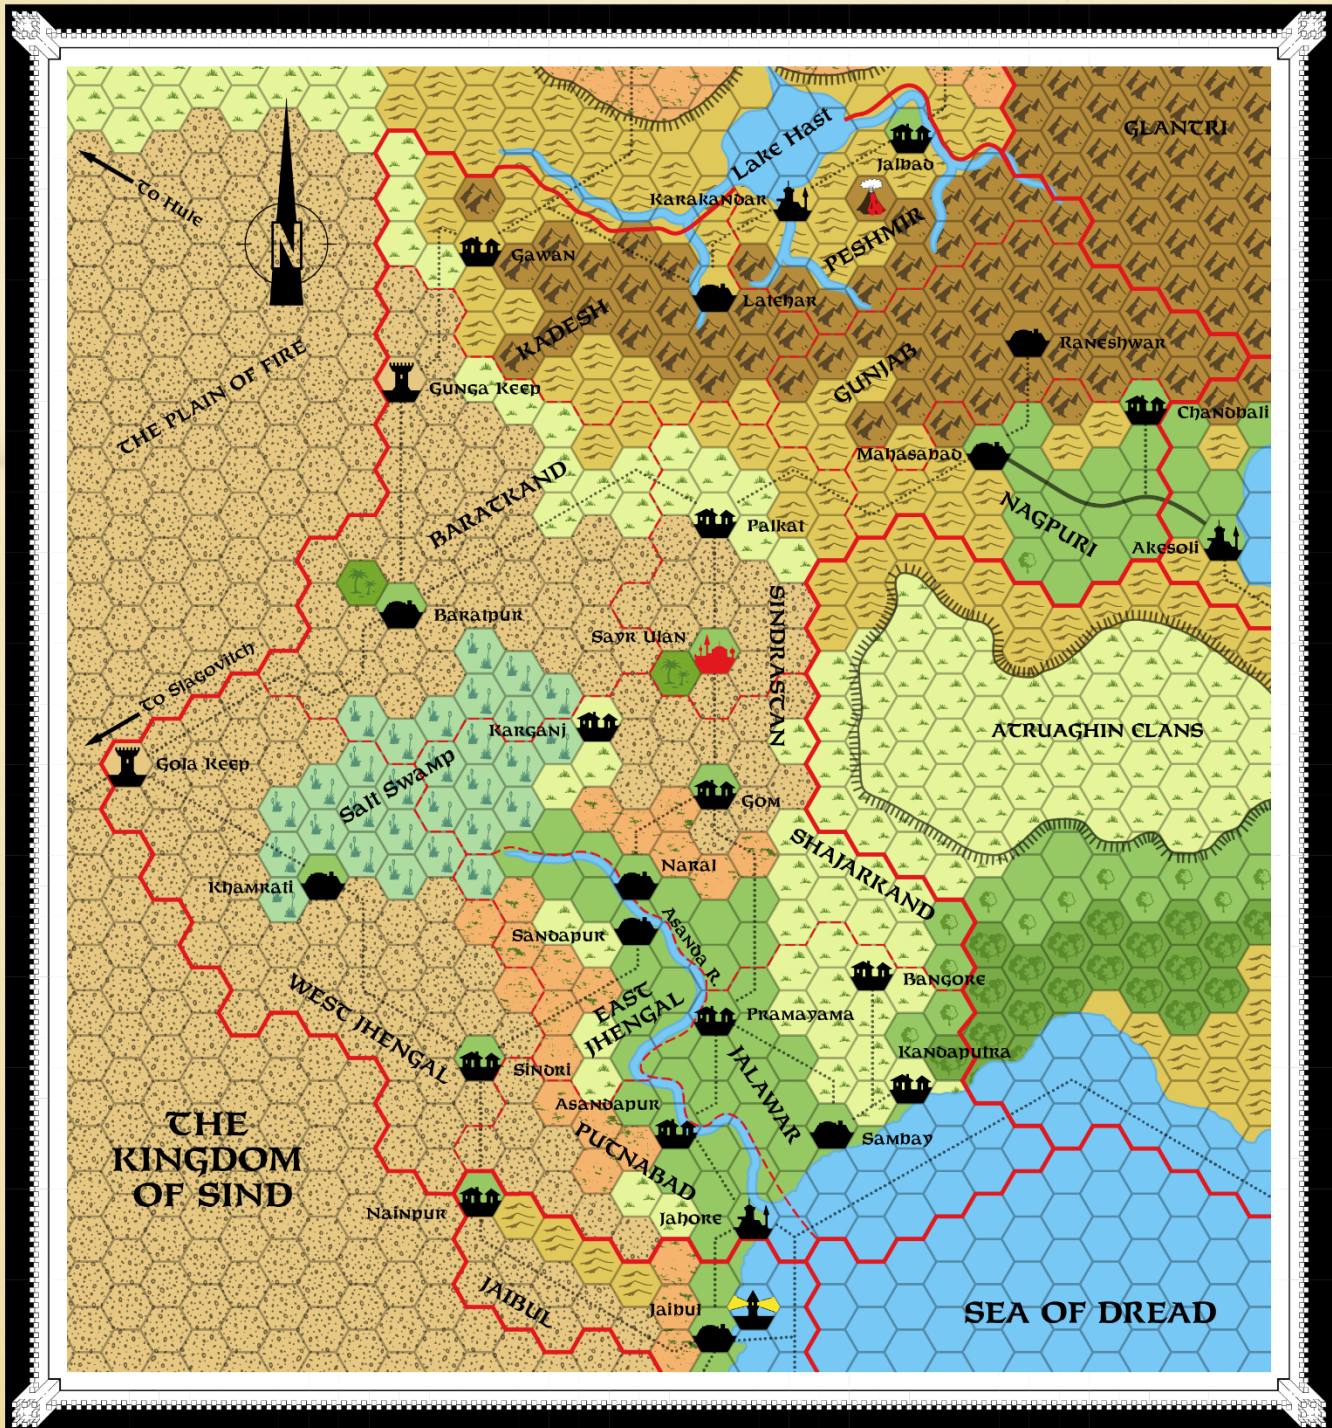 GLANTRI
Lake Hast
Jalbad
To Hule
Karakandar
PESHMIR
N
Gawan
Latehar
KADESH
Raneshwar
THE PLAIN OF FIRE
GUNJAB
Gunga Keep
Chandbali
Mahasabad
BARATKAND
NAGPURI
Palkat
Akesoli
Baratpur
SINDRASTAN
Sayr Ulan
To Slagovitch
Karganj
ATRUAGHIN CLANS
Gola Keep
Salt Swamp
Gom
SHAJARKAND
Naral
Khamrati
Asanda R.
Sandapur
Bangore
WEST JHENGAL
EAST
JHENGAL
Pramayama
Kandaputra
Sindri
JALAWAR
Asandapur
THE
KINGDOM
OF SIND
PUTNABAD
Sambay
Nainpur
Jahore
JAIBUL
Jaibul
SEA OF DREAD